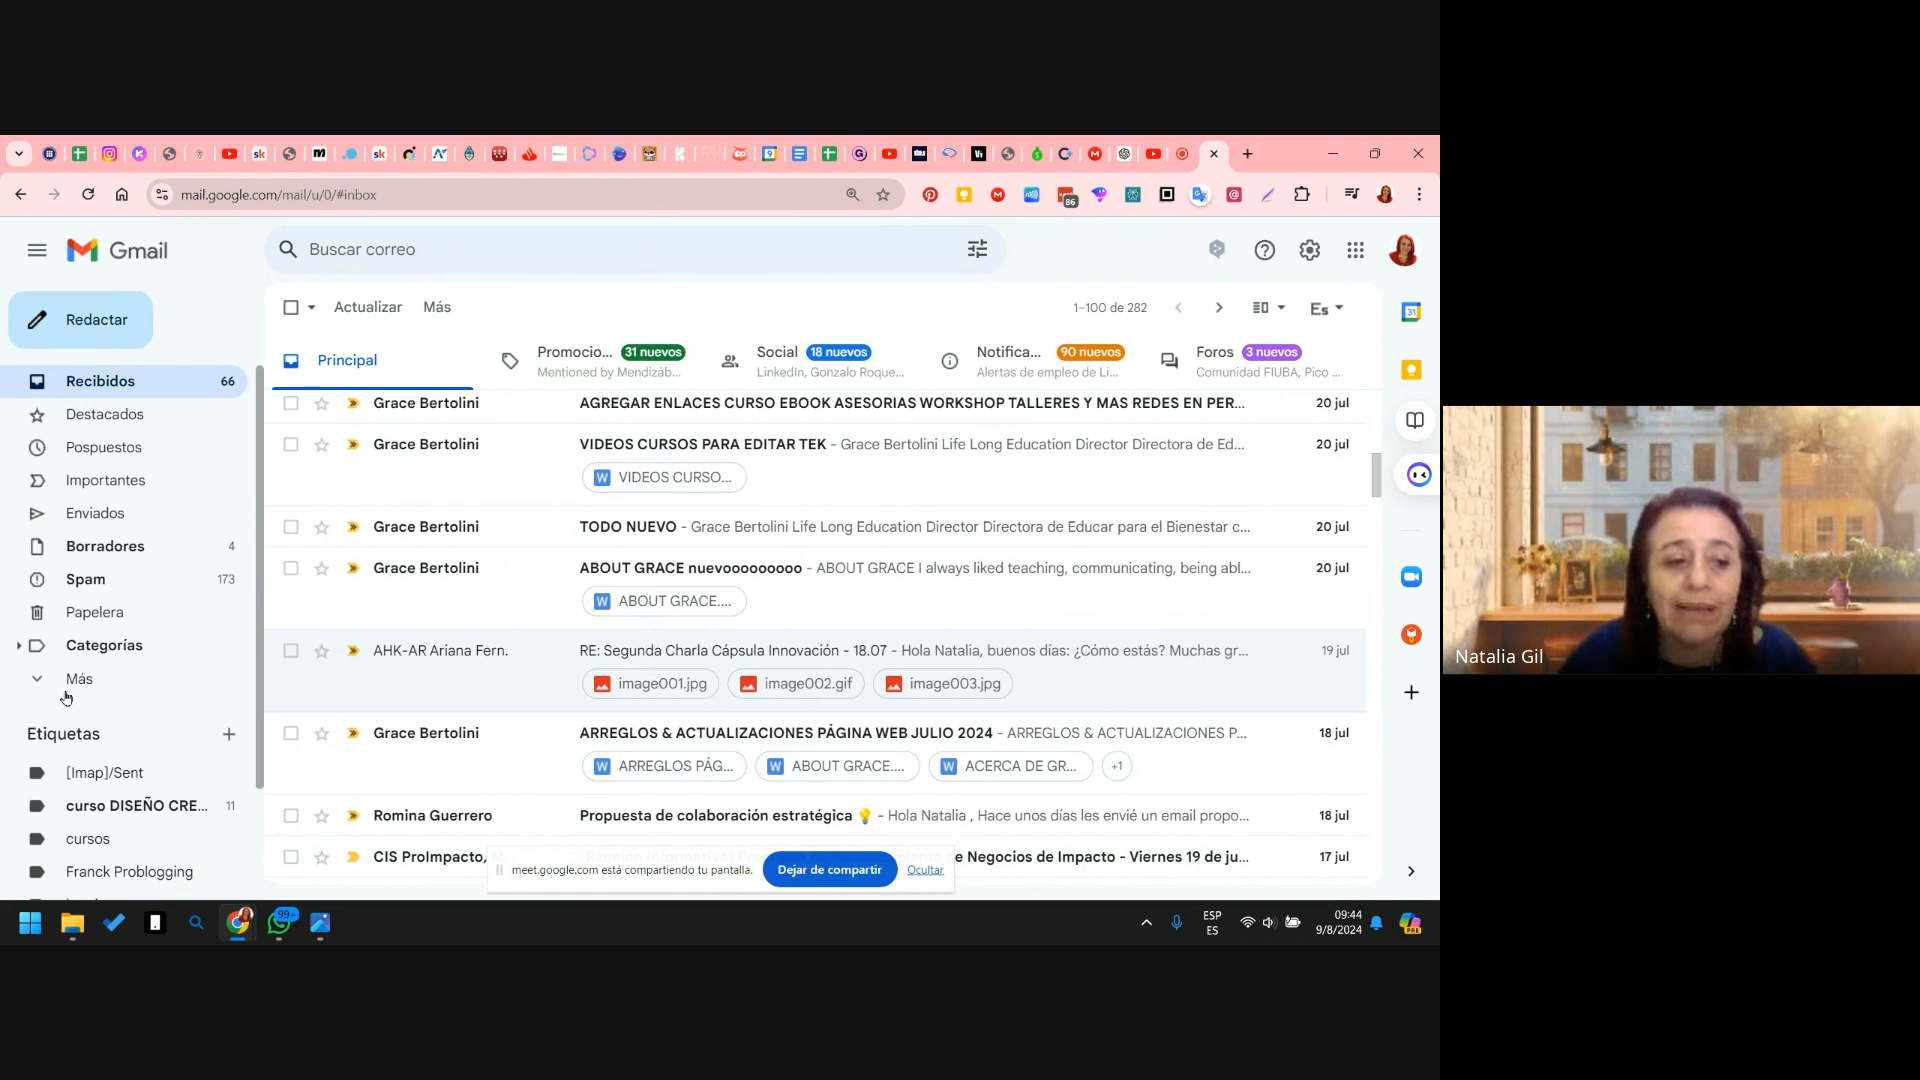 mail.google.com/mail/u/0/#inbox
86
Gmail
Buscar correo
Redactar
Actualizar Más
1–100 de 282
Es
Principal
Promocio... 31 nuevos
Mentioned by Mendizáb...
Social 18 nuevos
LinkedIn, Gonzalo Roque...
Notifica... 90 nuevos
Alertas de empleo de Li...
Foros 3 nuevos
Comunidad FIUBA, Pico ...
Recibidos 66
Destacados
Pospuestos
Importantes
Enviados
Borradores 4
Spam 173
Papelera
Categorías
Más
Etiquetas
[Imap]/Sent
curso DISEÑO CRE... 11
cursos
Franck Problogging
Grace Bertolini AGREGAR ENLACES CURSO EBOOK ASESORIAS WORKSHOP TALLERES Y MAS REDES EN PER... 20 jul
Grace Bertolini VIDEOS CURSOS PARA EDITAR TEK - Grace Bertolini Life Long Education Director Directora de Ed... 20 jul
VIDEOS CURSO...
Grace Bertolini TODO NUEVO - Grace Bertolini Life Long Education Director Directora de Educar para el Bienestar c... 20 jul
Grace Bertolini ABOUT GRACE nuevooooooooo - ABOUT GRACE I always liked teaching, communicating, being abl... 20 jul
ABOUT GRACE....
AHK-AR Ariana Fern. RE: Segunda Charla Cápsula Innovación - 18.07 - Hola Natalia, buenos días: ¿Cómo estás? Muchas gr... 19 jul
image001.jpg image002.gif image003.jpg
Grace Bertolini ARREGLOS & ACTUALIZACIONES PÁGINA WEB JULIO 2024 - ARREGLOS & ACTUALIZACIONES P... 18 jul
ARREGLOS PÁG... ABOUT GRACE.... ACERCA DE GR... +1
Romina Guerrero Propuesta de colaboración estratégica 💡 - Hola Natalia , Hace unos días les envié un email propo... 18 jul
CIS ProImpacto, e Negocios de Impacto - Viernes 19 de ju... 17 jul
meet.google.com está compartiendo tu pantalla. Dejar de compartir Ocultar
99+
ESP
ES
09:44
9/8/2024
Natalia Gil